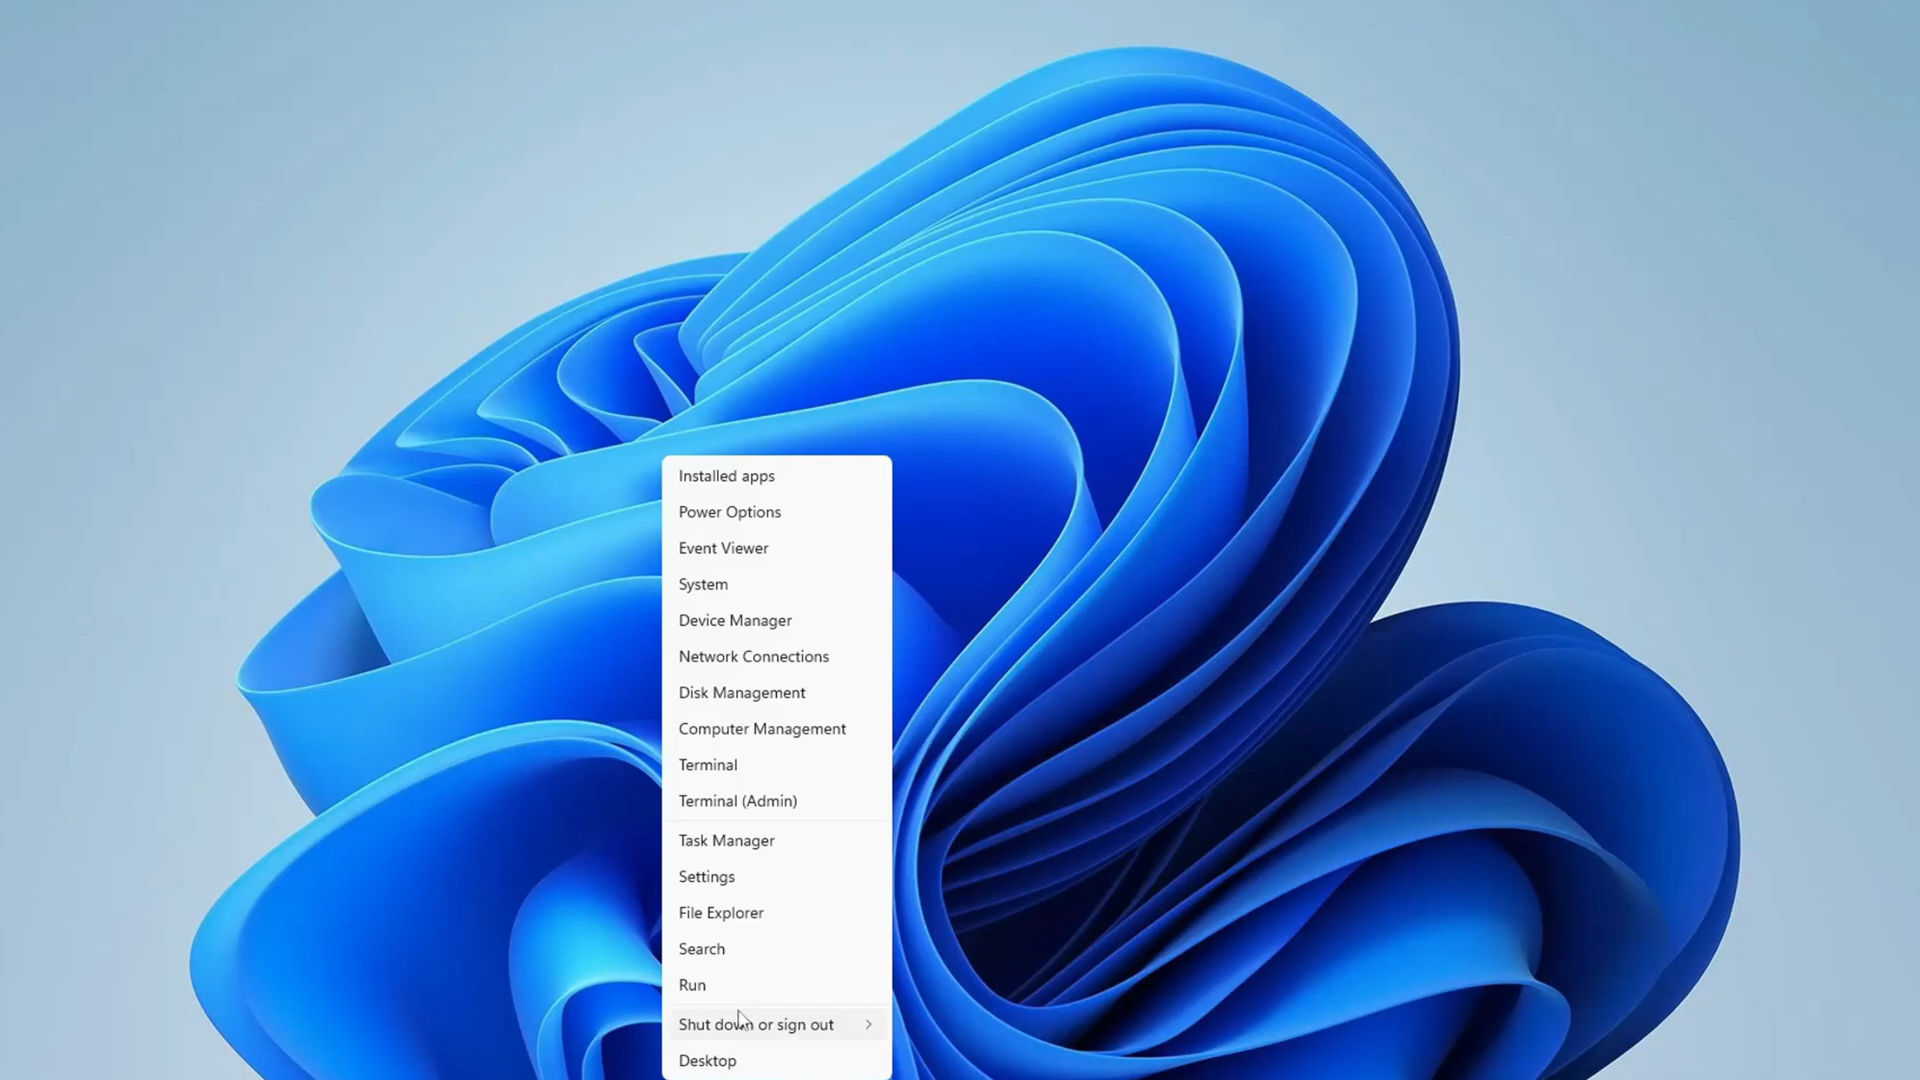 Installed apps
Power Options
Event Viewer
System
Device Manager
Network Connections
Disk Management
Computer Management
Terminal
Terminal (Admin)
Task Manager
Settings
File Explorer
Search
Run
Shut down or sign out
Desktop